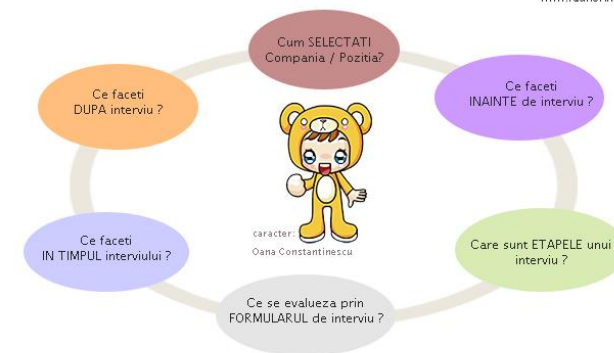 Cum SELECTATI
Compania / Pozitia?
Ce faceti
INAINTE de interviu ?
Care sunt ETAPELE unui
interviu ?
Ce se evalueza prin
FORMULARUL de interviu ?
Ce faceti
IN TIMPUL interviului ?
Ce faceti
DUPA interviu ?
caracter:
Oana Constantinescu